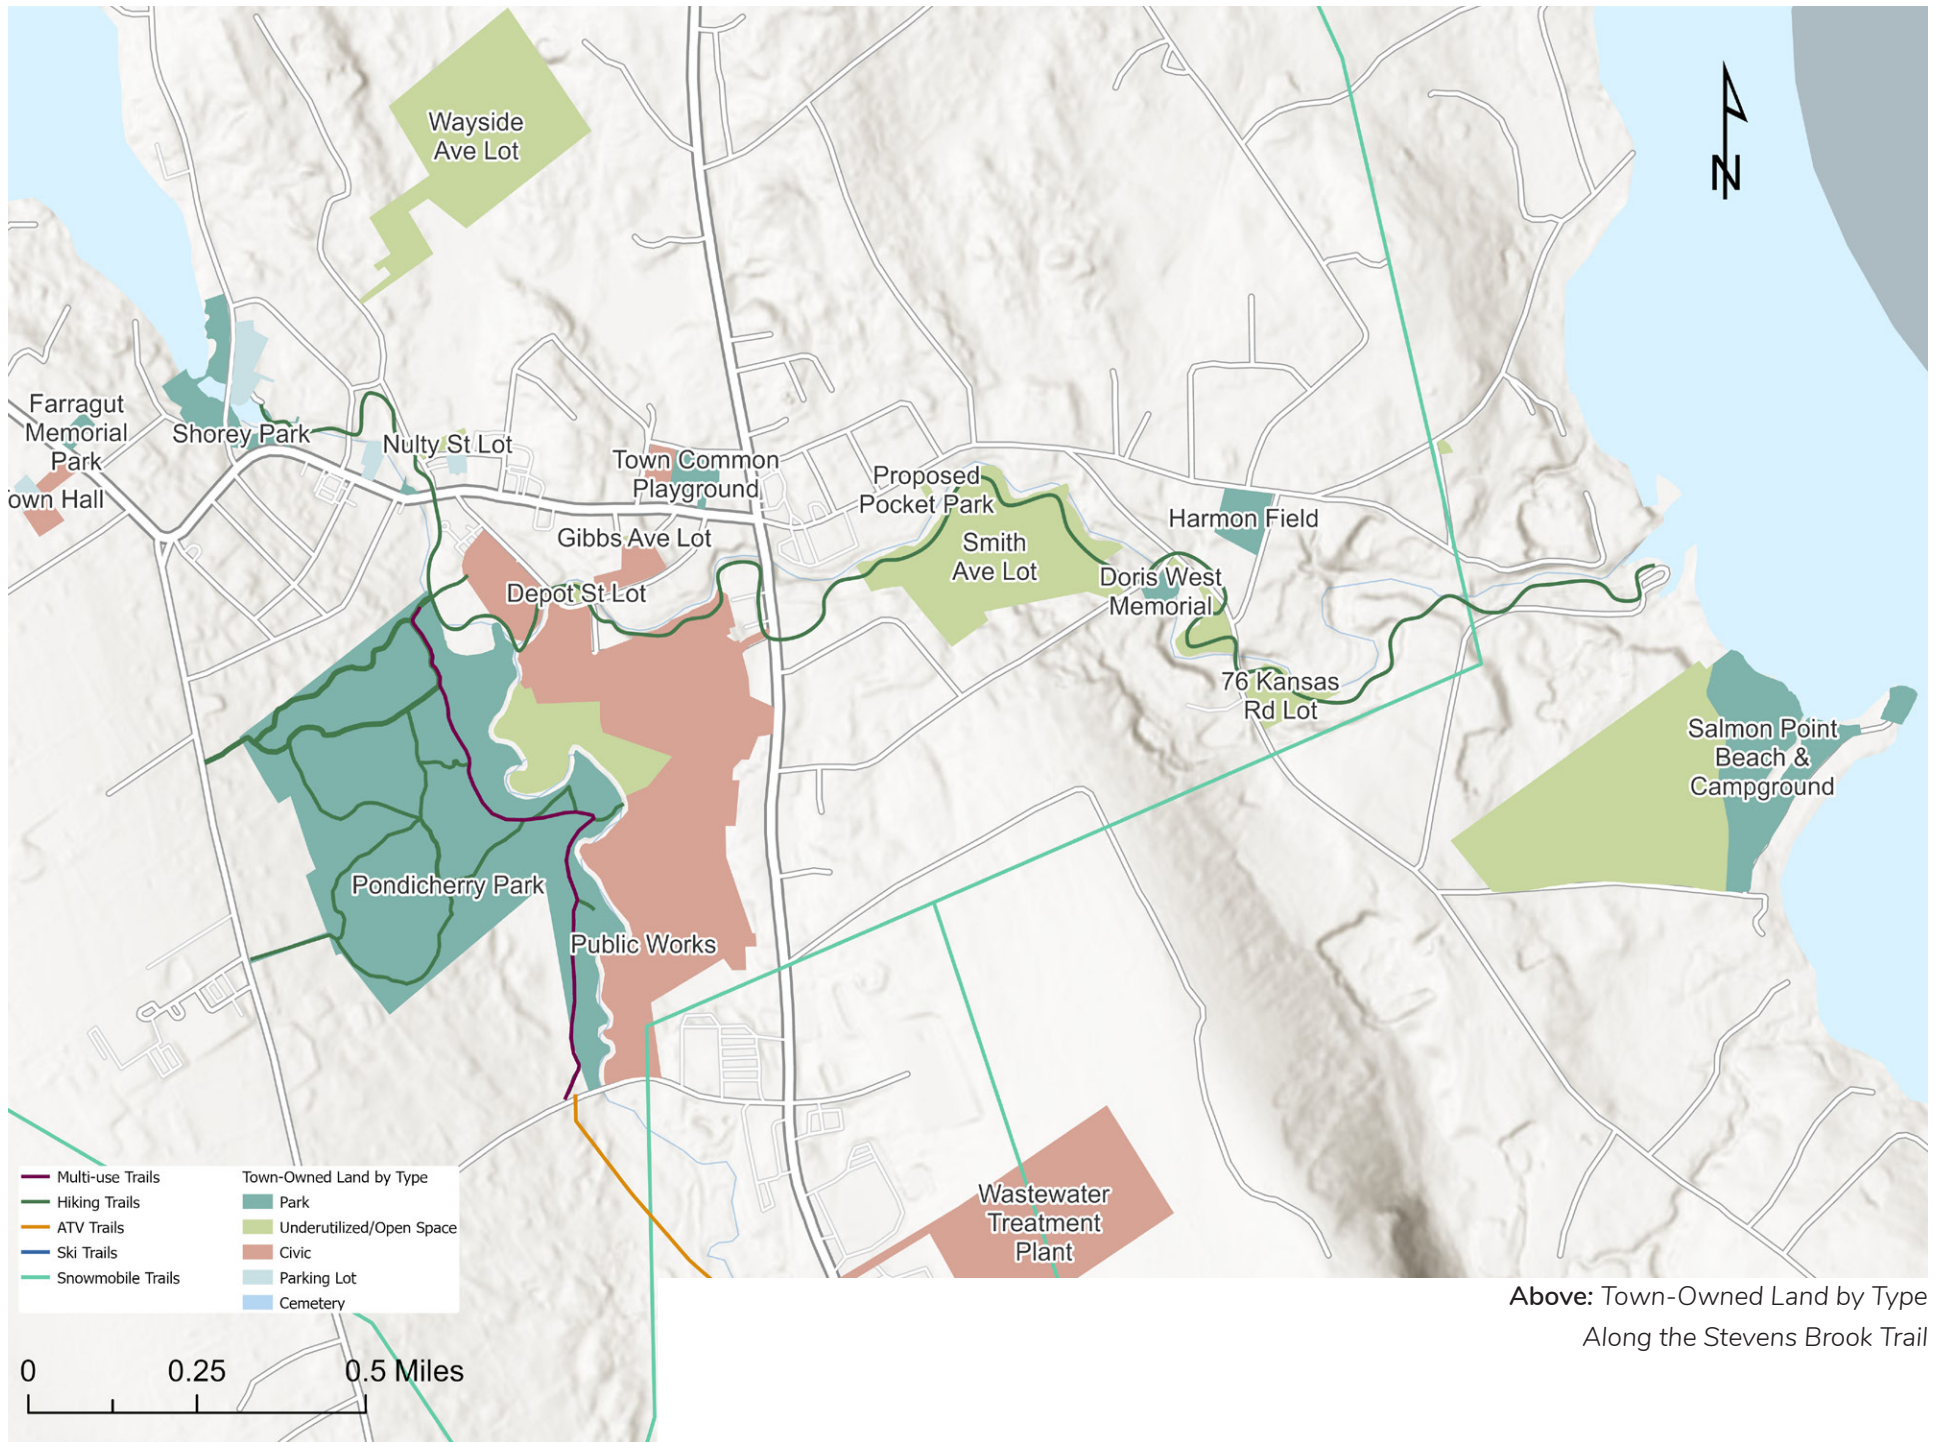 Wayside
Ave Lot
N
Farragut
Memorial
Park
Town Hall
Shorey Park
Nulty St Lot
Town Common
Playground
Gibbs Ave Lot
Depot St Lot
Proposed
Pocket Park
Smith
Ave Lot
Harmon Field
Doris West
Memorial
76 Kansas
Rd Lot
Salmon Point
Beach &
Campground
Pondicherry Park
Public Works
Wastewater
Treatment
Plant
Multi-use Trails
Hiking Trails
ATV Trails
Ski Trails
Snowmobile Trails
Town-Owned Land by Type
Park
Underutilized/Open Space
Civic
Parking Lot
Cemetery
0 0.25 0.5 Miles
Above: Town-Owned Land by Type
Along the Stevens Brook Trail